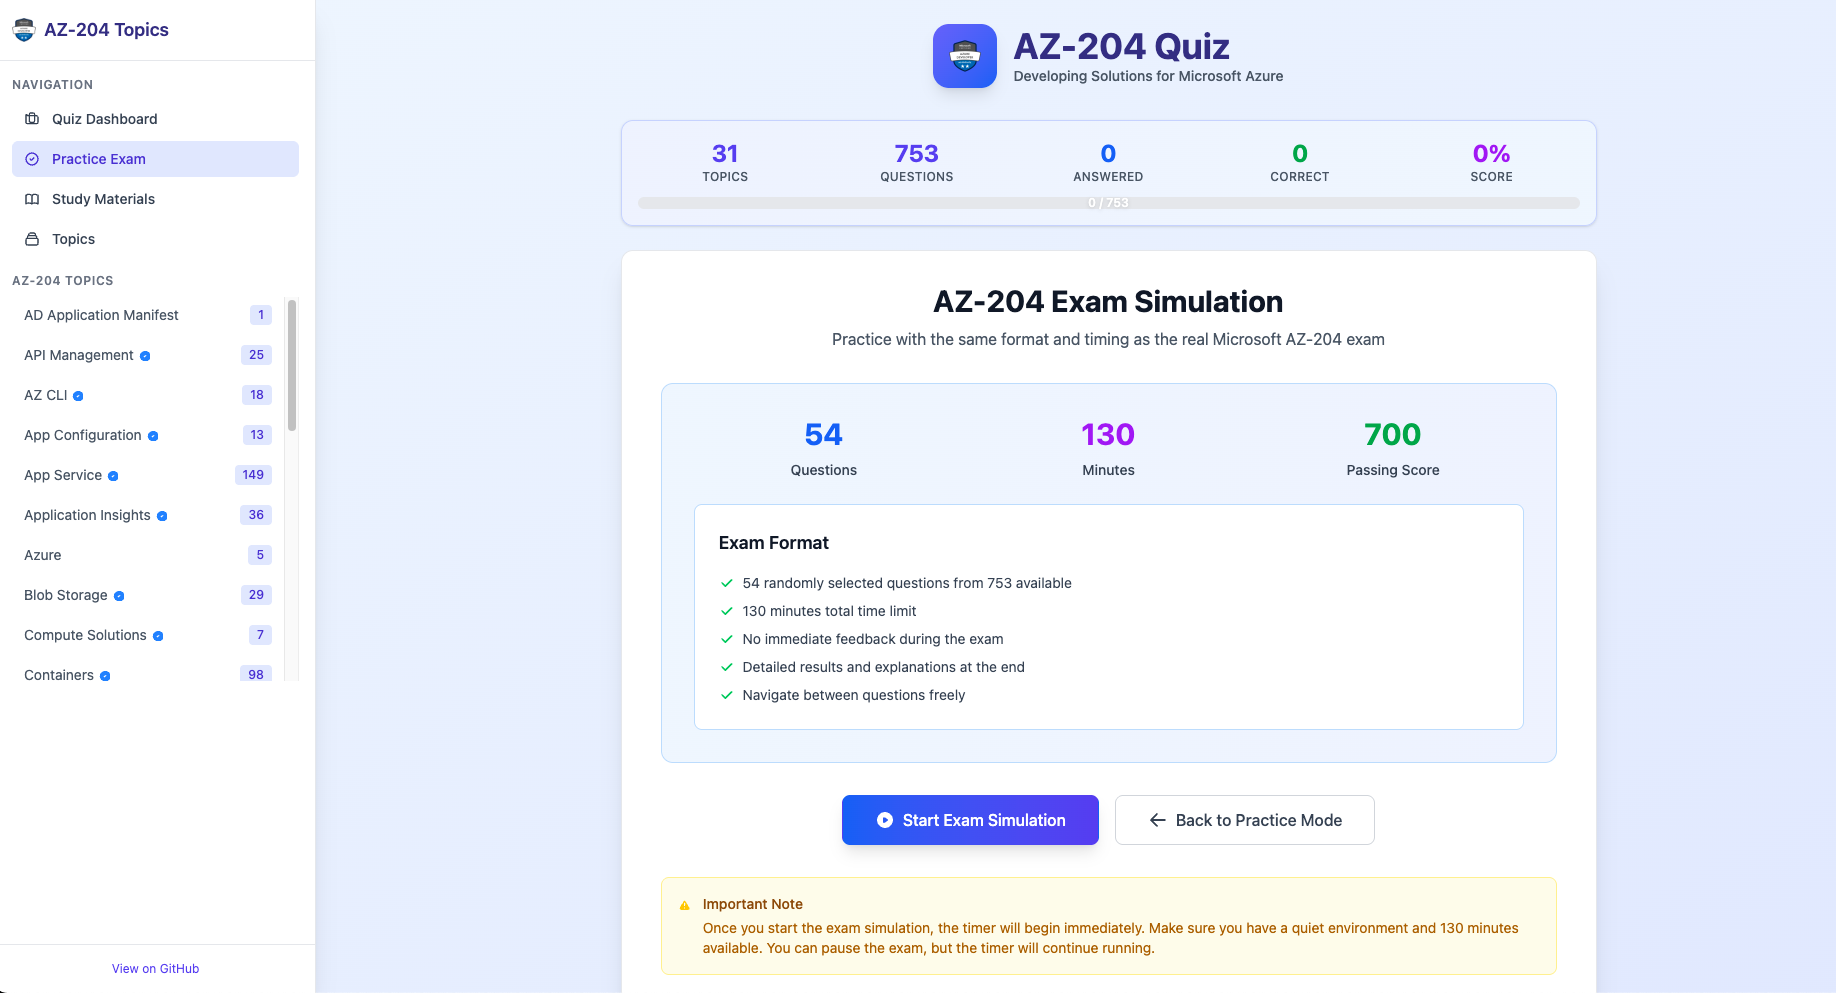 AZ-204 Topics
NAVIGATION
Quiz Dashboard
Practice Exam
Study Materials
Topics
AZ-204 TOPICS
AD Application Manifest 1
API Management 25
AZ CLI 18
App Configuration 13
App Service 149
Application Insights 36
Azure 5
Blob Storage 29
Compute Solutions 7
Containers 98
View on GitHub
AZ-204 Quiz
Developing Solutions for Microsoft Azure
31 753 0 0 0%
TOPICS QUESTIONS ANSWERED CORRECT SCORE
0 / 753
AZ-204 Exam Simulation
Practice with the same format and timing as the real Microsoft AZ-204 exam
54 130 700
Questions Minutes Passing Score
Exam Format
54 randomly selected questions from 753 available
130 minutes total time limit
No immediate feedback during the exam
Detailed results and explanations at the end
Navigate between questions freely
Start Exam Simulation
Back to Practice Mode
Important Note
Once you start the exam simulation, the timer will begin immediately. Make sure you have a quiet environment and 130 minutes
available. You can pause the exam, but the timer will continue running.